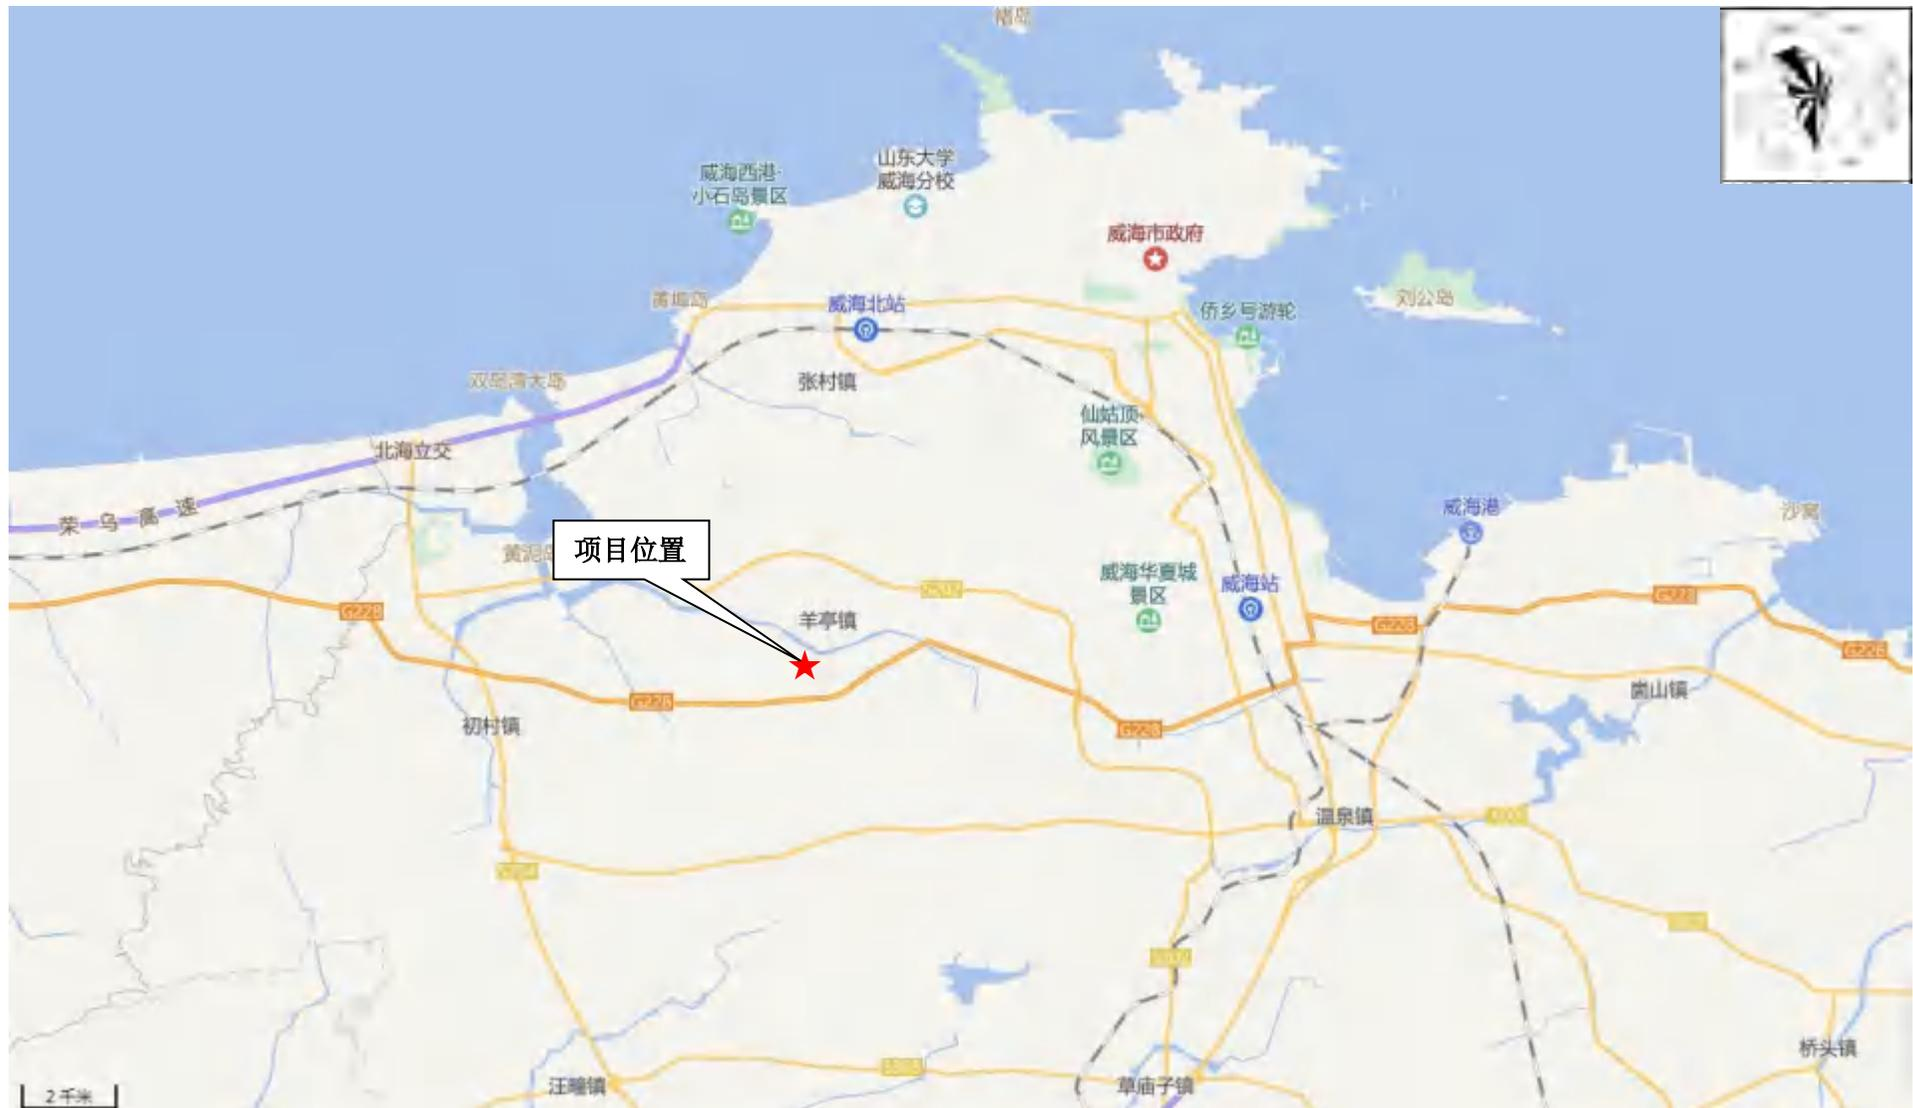 褚岛
山东大学
威海分校
威海西港·
小石岛景区
威海市政府
刘公岛
黄埠岛
威海北站
侨乡号游轮
双岛湾大岛
张村镇
仙姑顶·
风景区
北海立交
荣乌高速
威海港
沙窝
项目位置
威海华夏城
景区
威海站
G228
羊亭镇
G228
G228
崮山镇
G228
初村镇
G228
温泉镇
桥头镇
2千米
汪疃镇
草庙子镇